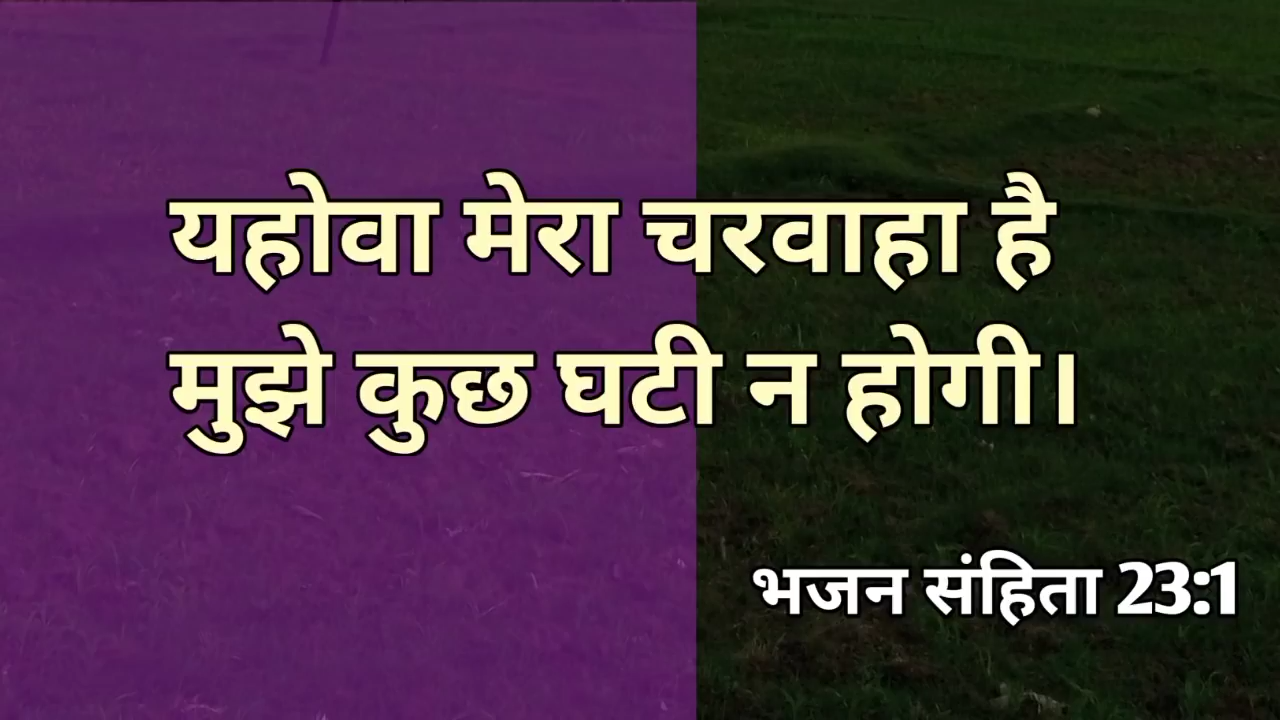 यहोवा मेरा चरवाहा है
मुझे कुछ घटी न होगी।
भजन संहिता 23:1